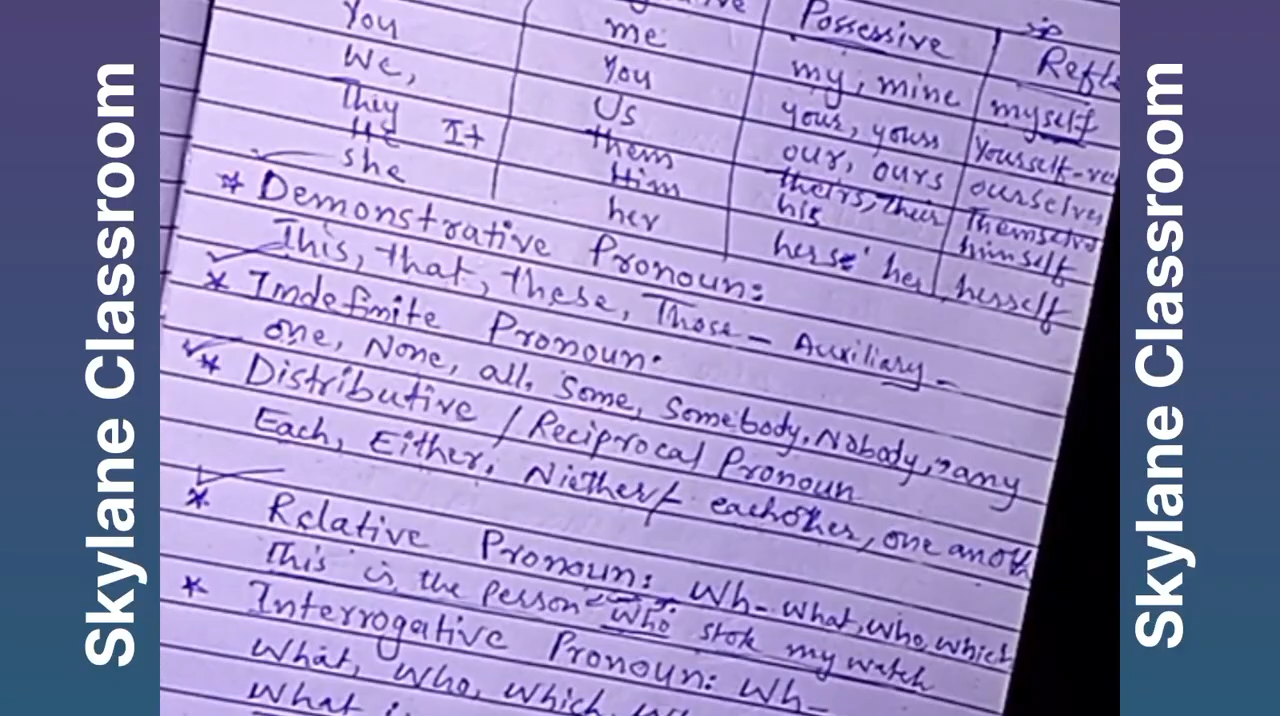 Skylane Classroom
Possessive Refle
You me my, mine myself
We, You your, yours Yourself-re
They Us our, ours ourselves
He It Them theirs, their Themselves
she Him his himself
her hers her herself
* Demonstrative Pronoun:
This, that, these, Those - Auxiliary -
* Indefinite Pronoun.
one, None, all, Some, Somebody, Nobody, any
* Distributive / Reciprocal Pronoun
Each, Either, Niether/- eachother, one anoth
* Relative Pronoun: Wh- what, who, which
This is the person who stole my watch
* Interrogative Pronoun: Wh-
What, Who, Which,
What
Skylane Classroom